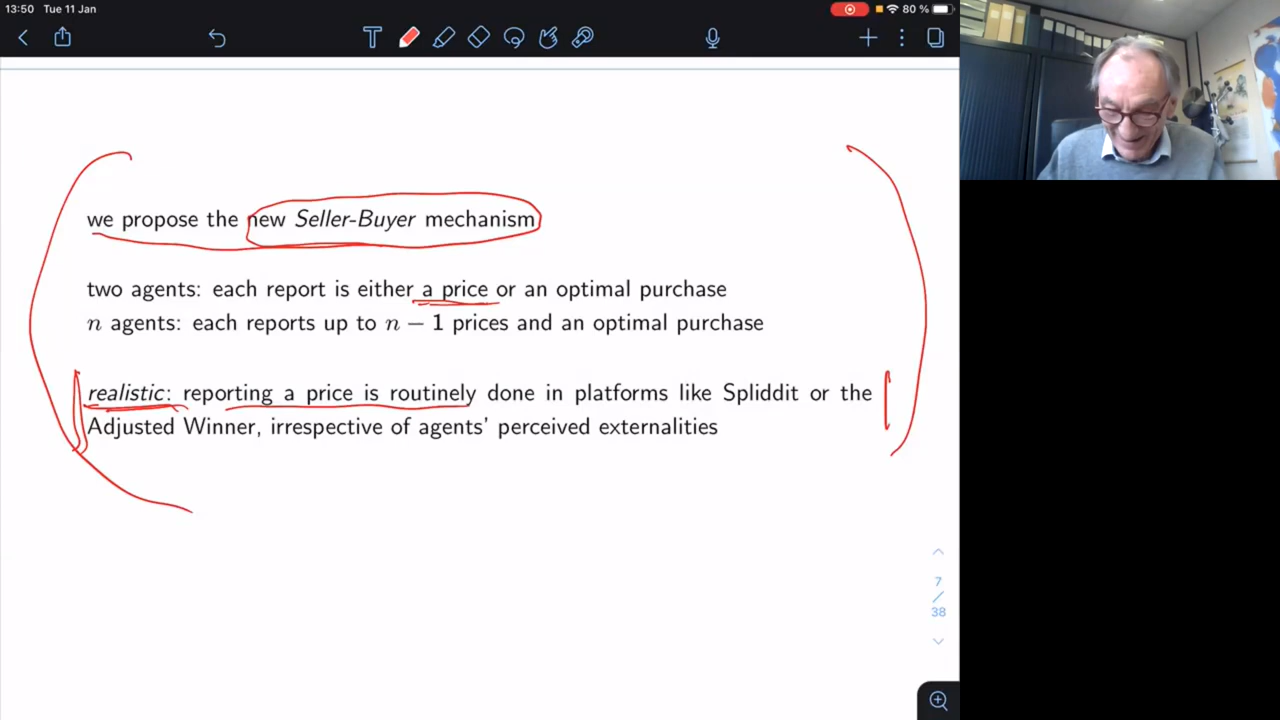 13:50 Tue 11 Jan
80 %
we propose the new Seller-Buyer mechanism
two agents: each report is either a price or an optimal purchase
n agents: each reports up to n − 1 prices and an optimal purchase
realistic: reporting a price is routinely done in platforms like Spliddit or the
Adjusted Winner, irrespective of agents' perceived externalities
7
/
38